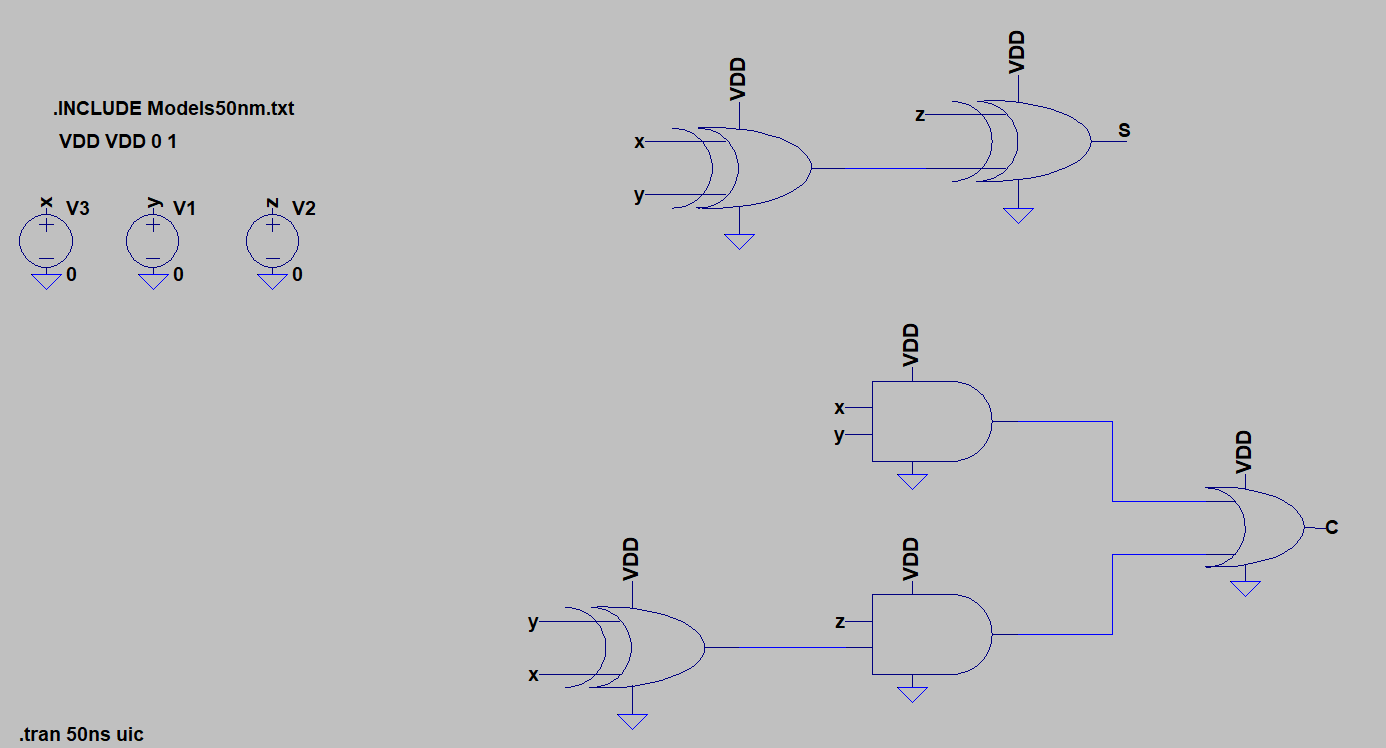 VDD
VDD
.INCLUDE Models50nm.txt
VDD VDD 0 1
z
S
x
y
x
V3
y
V1
z
V2
0
0
0
VDD
x
y
VDD
C
VDD
VDD
y
z
x
.tran 50ns uic